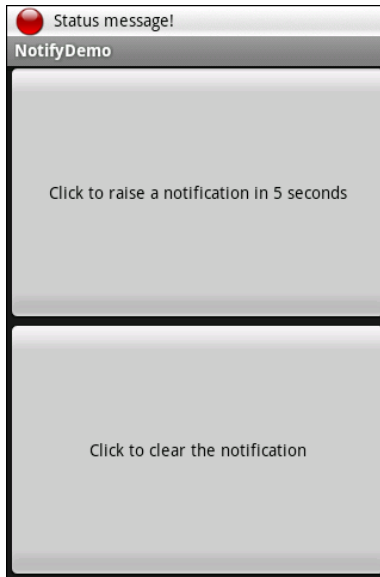 Status message!
NotifyDemo
Click to raise a notification in 5 seconds
Click to clear the notification